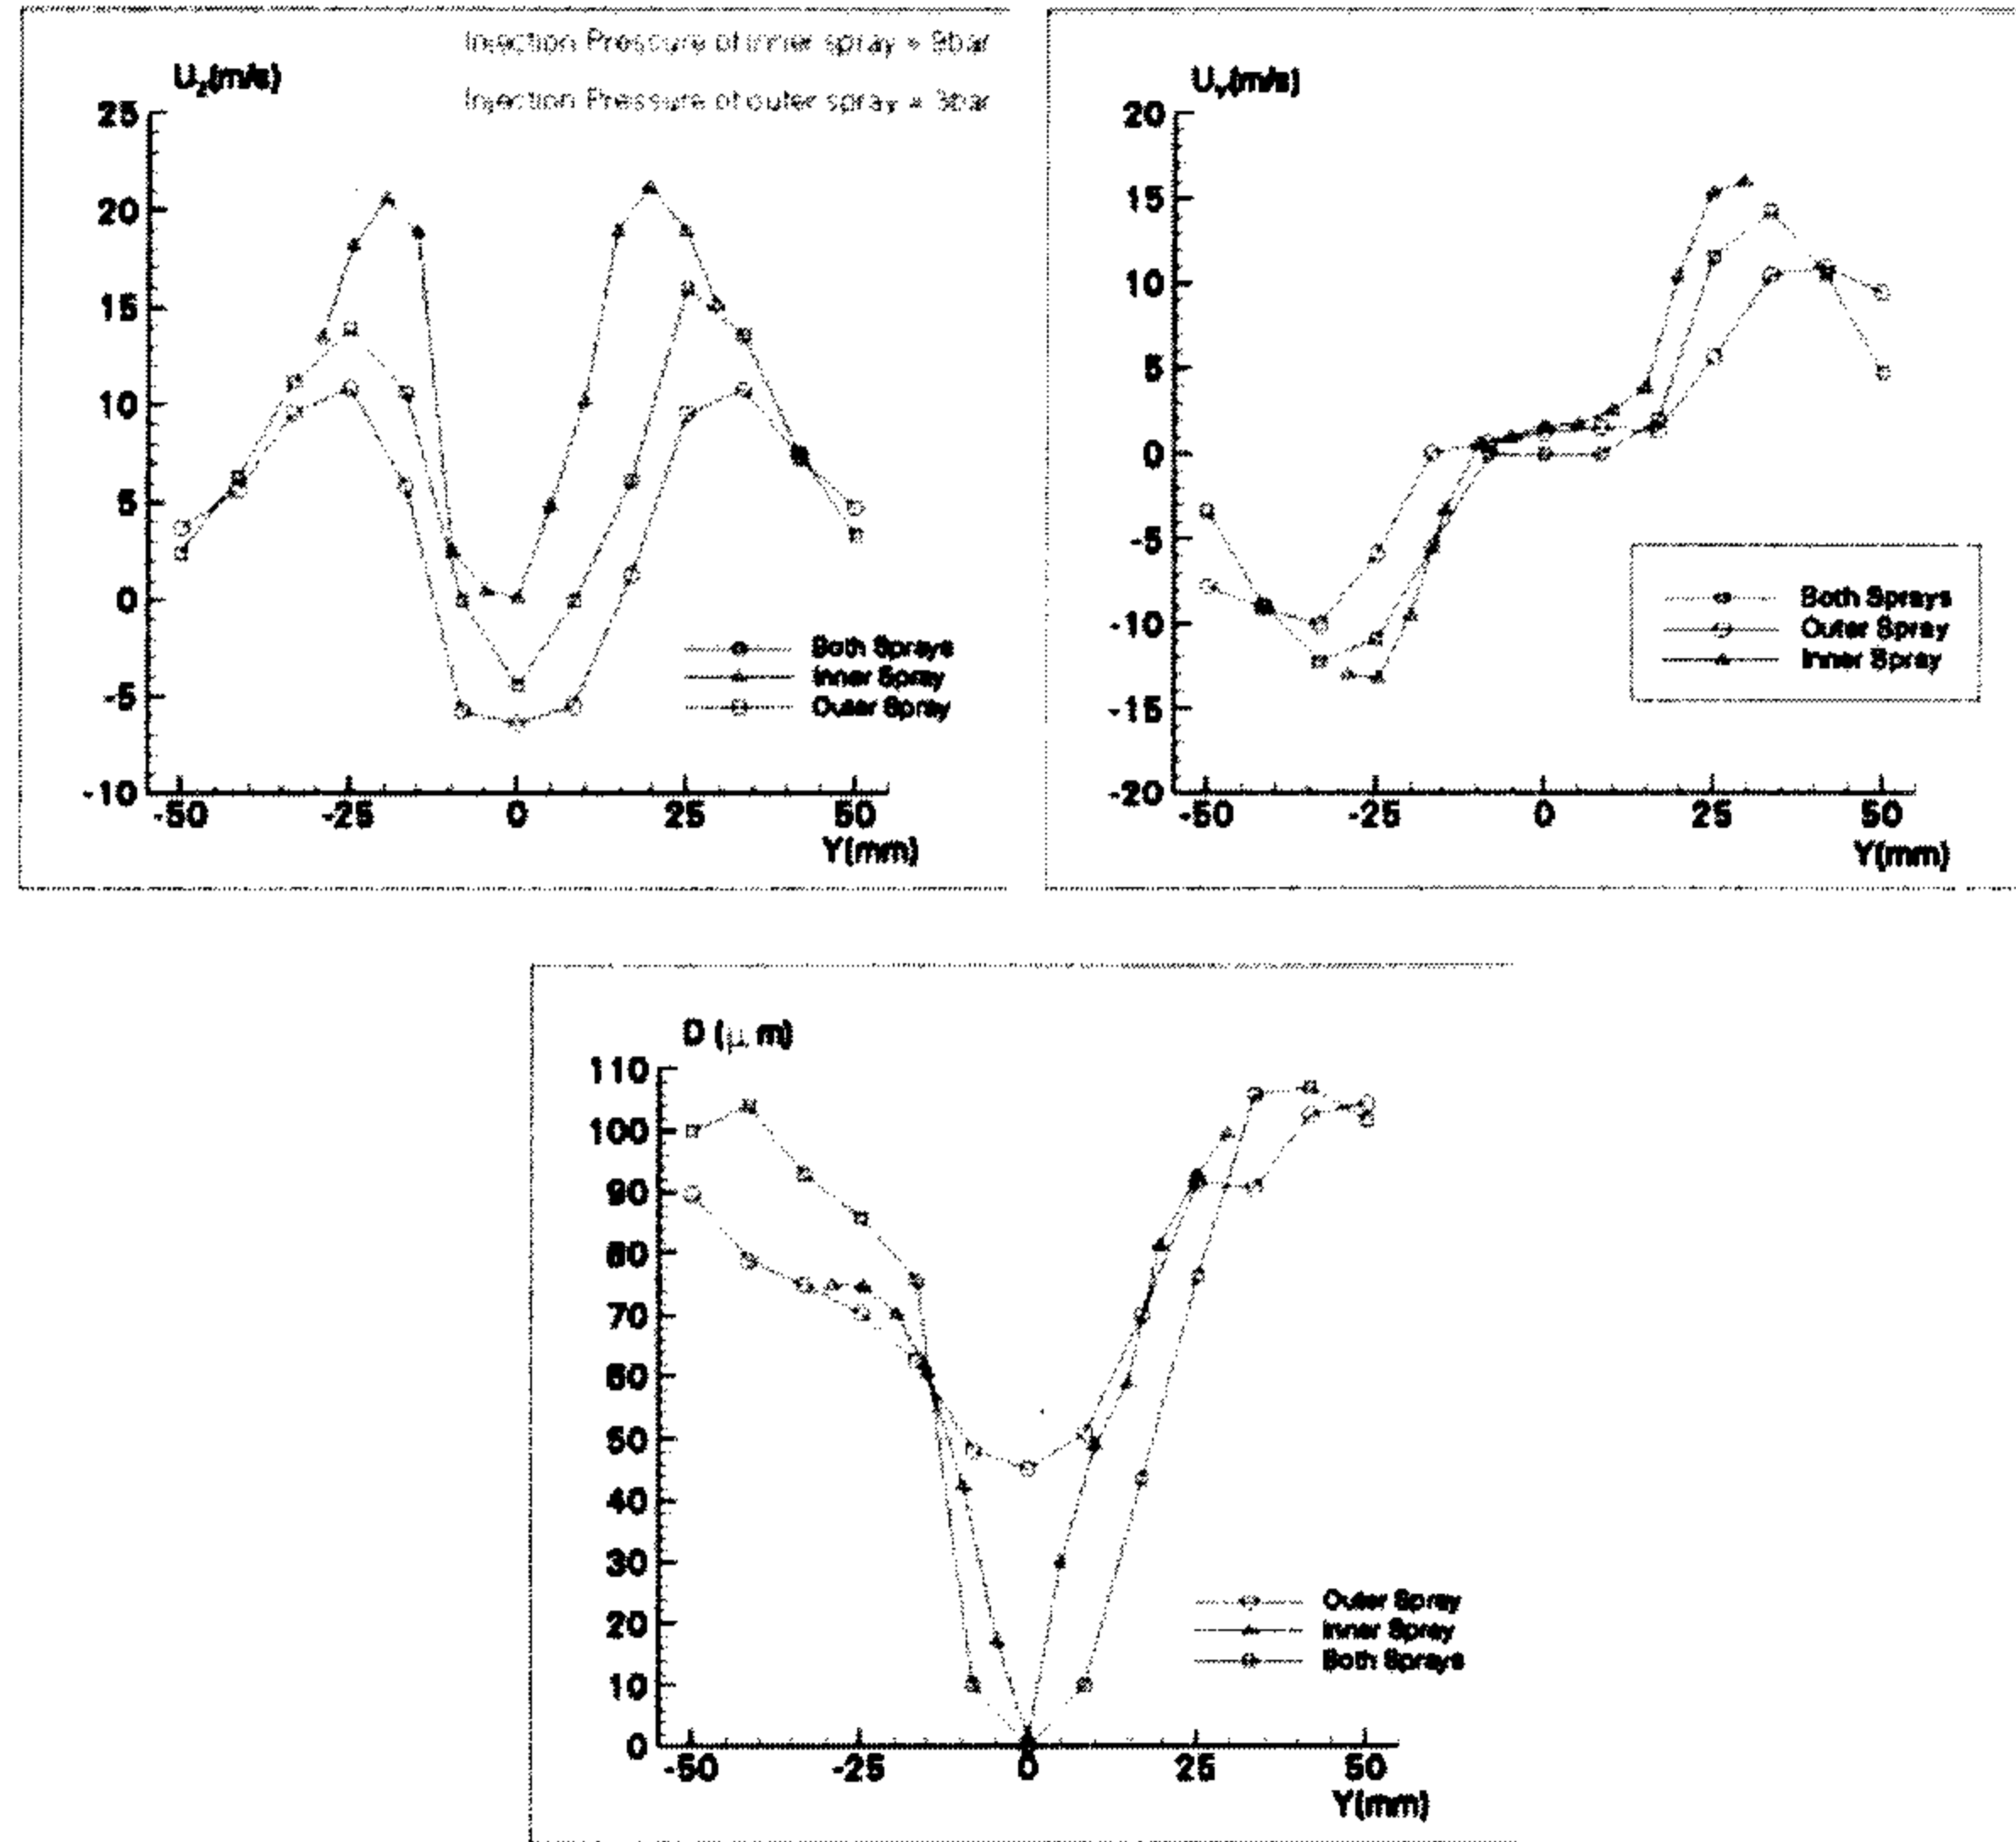 Injection Pressure of inner spray = 9bar
Injection Pressure of outer spray = 3bar
Uz(m/s)
25
20
15
10
5
0
-5
-10
-50 -25 0 25 50
Y(mm)
Both Sprays
Inner Spray
Outer Spray
Uy(m/s)
20
15
10
5
0
-5
-10
-15
-20
-50 -25 0 25 50
Y(mm)
Both Sprays
Outer Spray
Inner Spray
D (μ m)
110
100
90
80
70
60
50
40
30
20
10
0
-50 -25 0 25 50
Y(mm)
Outer Spray
Inner Spray
Both Sprays